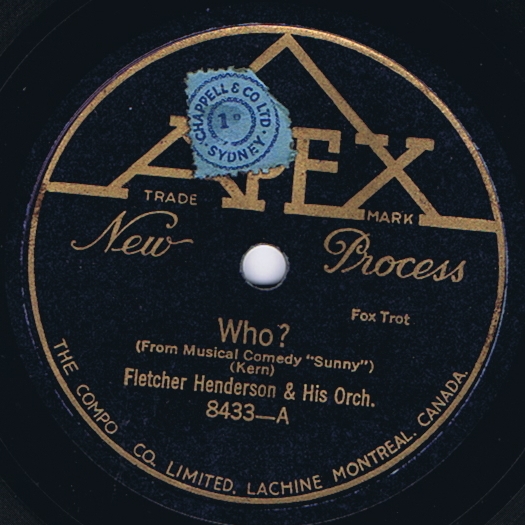 APEX
CHAPPELL & CO LTD.
1ᴰ
SYDNEY.
TRADE MARK
New Process
Fox Trot
Who?
(From Musical Comedy "Sunny")
(Kern)
Fletcher Henderson & His Orch.
8433—A
THE COMPO CO. LIMITED, LACHINE MONTREAL, CANADA.